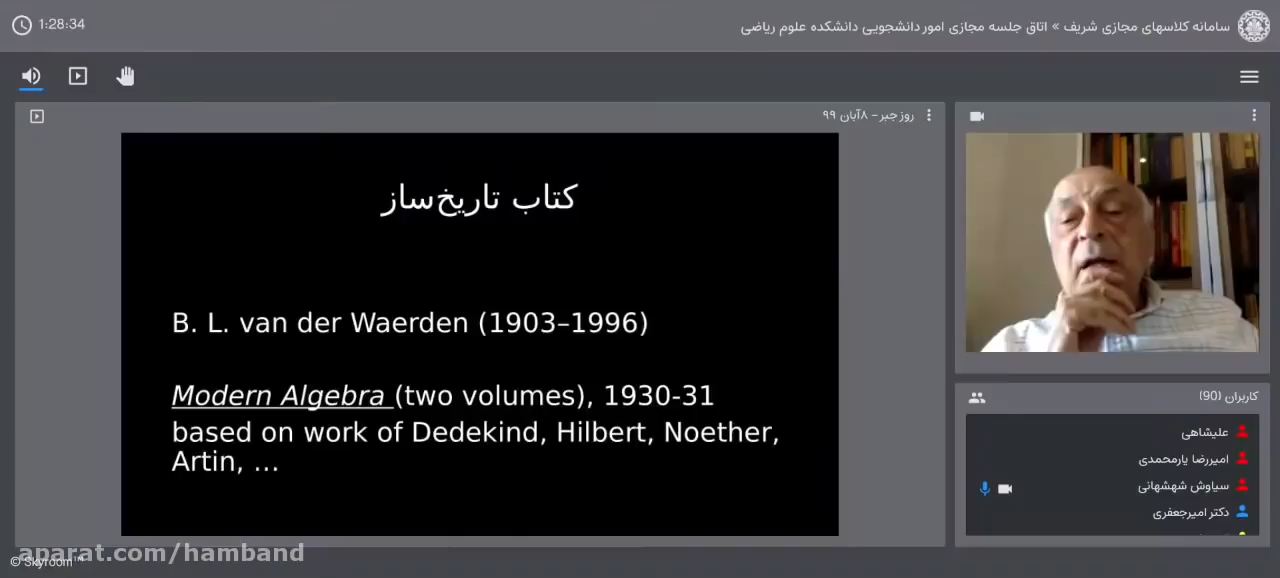 1:28:34
سامانه کلاسهای مجازی شریف » اتاق جلسه مجازی امور دانشجویی دانشکده علوم ریاضی
روز جبر – ۸آبان ۹۹
کتاب تاریخ‌ساز
B. L. van der Waerden (1903–1996)
Modern Algebra (two volumes), 1930-31
based on work of Dedekind, Hilbert, Noether,
Artin, ...
کاربران (90)
علیشاهی
امیررضا یارمحمدی
سیاوش شهشهانی
دکتر امیرجعفری
aparat.com/hamband
© Skyroom™